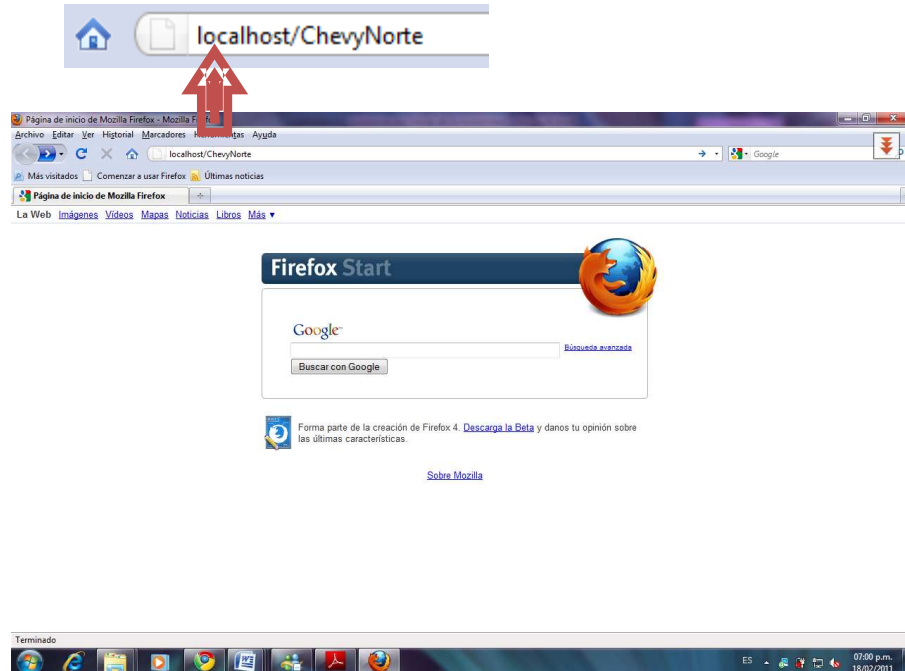 localhost/ChevyNorte
Página de inicio de Mozilla Firefox - Mozilla Firefox
Archivo Editar Ver Historial Marcadores Herramientas Ayuda
localhost/ChevyNorte Google
Más visitados Comenzar a usar Firefox Últimas noticias
Página de inicio de Mozilla Firefox
La Web Imágenes Vídeos Mapas Noticias Libros Más ▼
Firefox Start
Google
Búsqueda avanzada
Buscar con Google
Forma parte de la creación de Firefox 4. Descarga la Beta y danos tu opinión sobre
las últimas características.
Sobre Mozilla
Terminado
ES 07:00 p.m.
18/02/2011